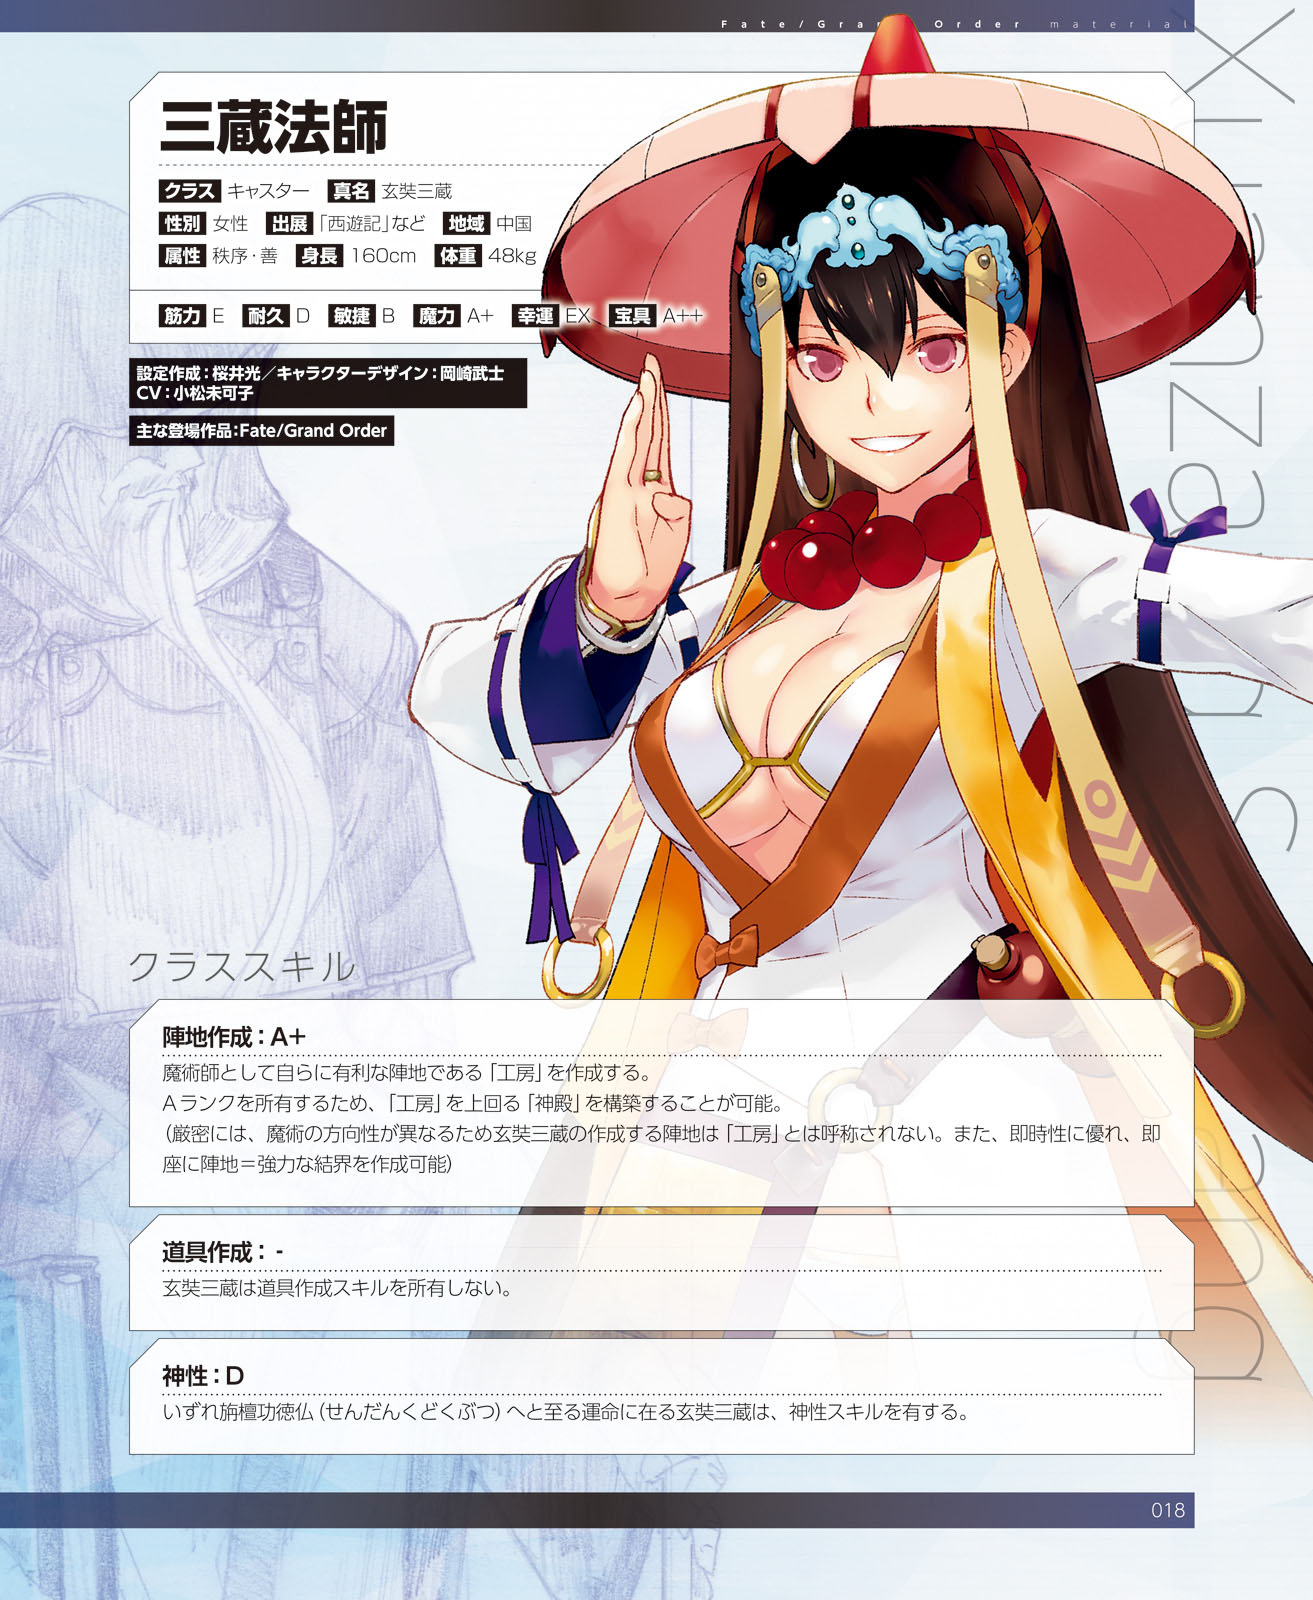 Fate/Grand Order material
三蔵法師
クラス キャスター 真名 玄奘三蔵
性別 女性 出展 「西遊記」など 地域 中国
属性 秩序・善 身長 160cm 体重 48kg
筋力 E 耐久 D 敏捷 B 魔力 A+ 幸運 EX 宝具 A++
設定作成：桜井光／キャラクターデザイン：岡崎武士
CV：小松未可子
主な登場作品：Fate/Grand Order
Xuanzang Sanzang
クラススキル
陣地作成：A+
魔術師として自らに有利な陣地である「工房」を作成する。
Aランクを所有するため、「工房」を上回る「神殿」を構築することが可能。
（厳密には、魔術の方向性が異なるため玄奘三蔵の作成する陣地は「工房」とは呼称されない。また、即時性に優れ、即
座に陣地＝強力な結界を作成可能）
道具作成：-
玄奘三蔵は道具作成スキルを所有しない。
神性：D
いずれ旃檀功徳仏（せんだんくどくぶつ）へと至る運命に在る玄奘三蔵は、神性スキルを有する。
018